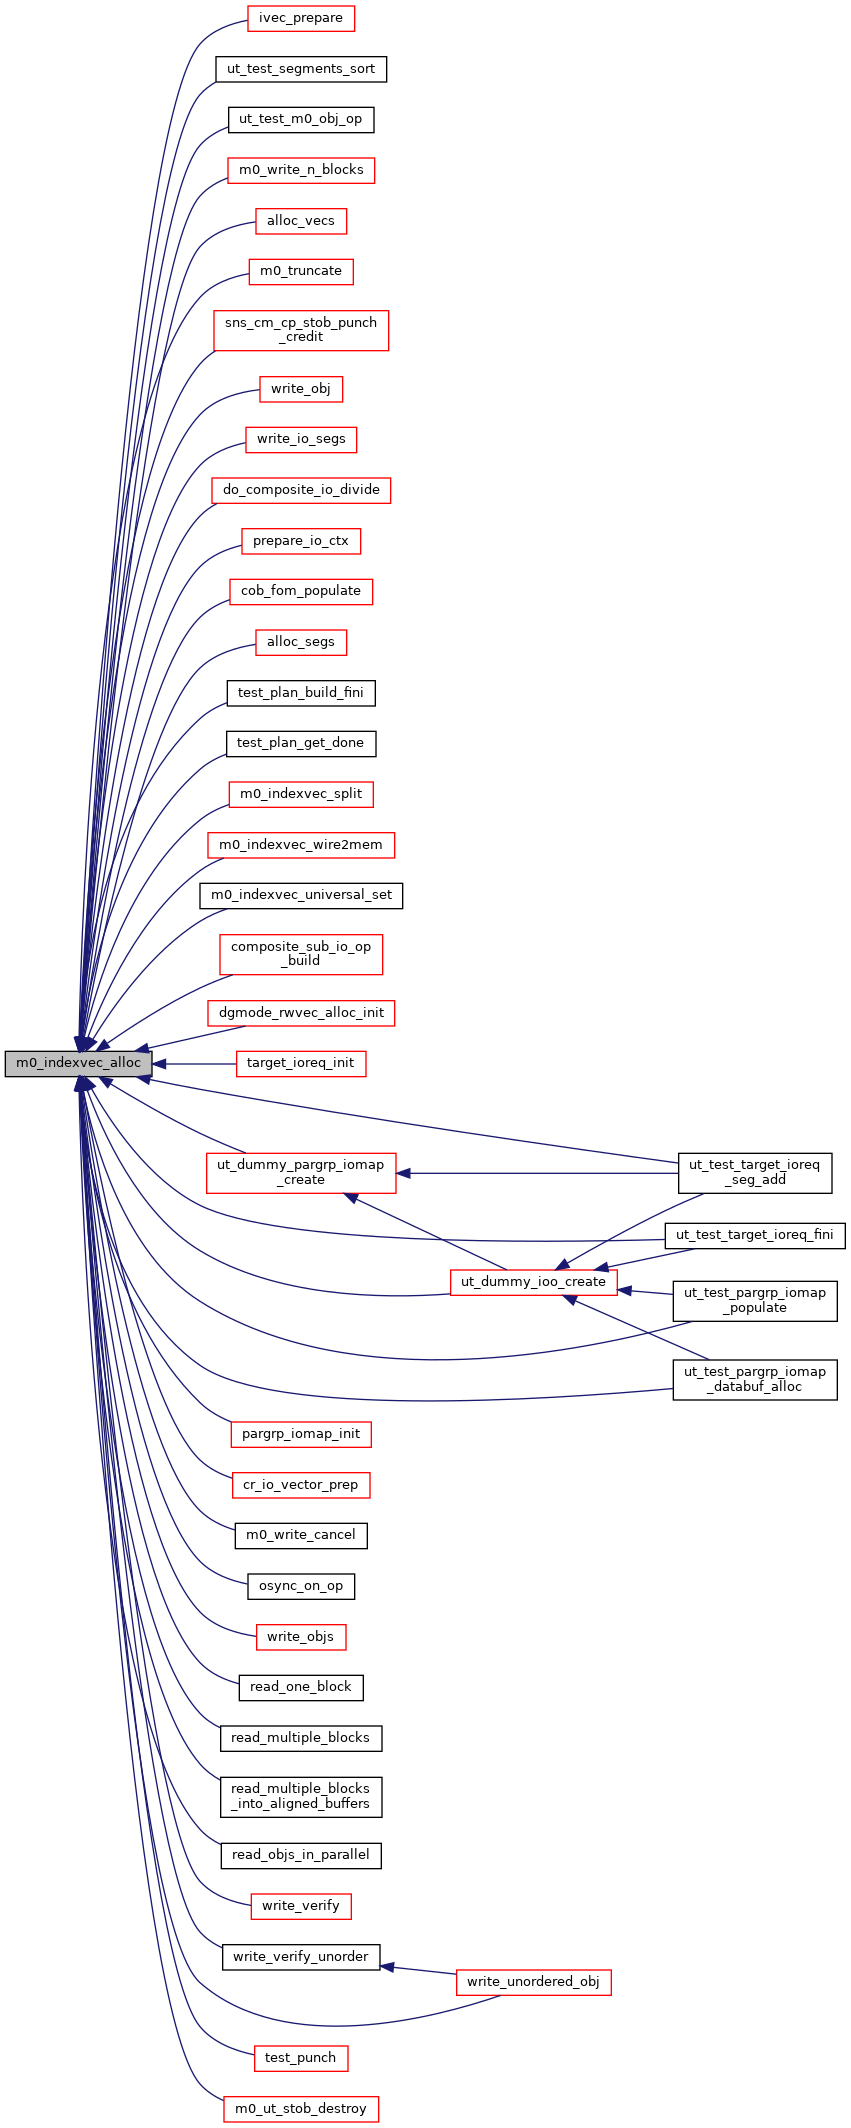 ivec_prepare
ut_test_segments_sort
ut_test_m0_obj_op
m0_write_n_blocks
alloc_vecs
m0_truncate
sns_cm_cp_stob_punch
_credit
write_obj
write_io_segs
do_composite_io_divide
prepare_io_ctx
cob_fom_populate
alloc_segs
test_plan_build_fini
test_plan_get_done
m0_indexvec_split
m0_indexvec_wire2mem
m0_indexvec_universal_set
composite_sub_io_op
_build
dgmode_rwvec_alloc_init
m0_indexvec_alloc
target_ioreq_init
ut_dummy_pargrp_iomap
_create
ut_test_target_ioreq
_seg_add
ut_test_target_ioreq_fini
ut_dummy_ioo_create
ut_test_pargrp_iomap
_populate
ut_test_pargrp_iomap
_databuf_alloc
pargrp_iomap_init
cr_io_vector_prep
m0_write_cancel
osync_on_op
write_objs
read_one_block
read_multiple_blocks
read_multiple_blocks
_into_aligned_buffers
read_objs_in_parallel
write_verify
write_verify_unorder
write_unordered_obj
test_punch
m0_ut_stob_destroy